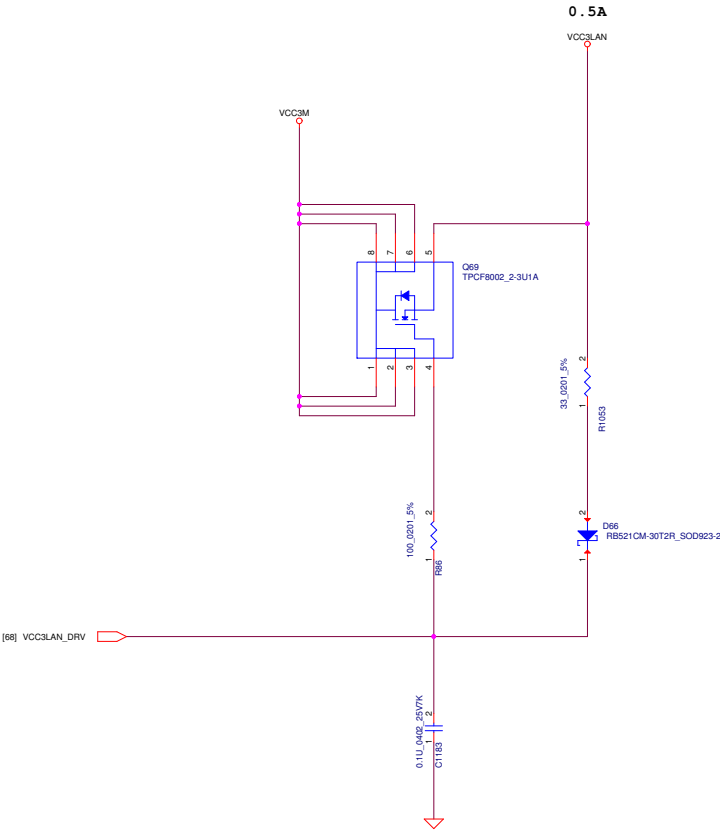 0.5A
VCC3LAN
VCC3M
8
7
6
5
Q69
TPCF8002_2-3U1A
1
2
3
4
2
33_0201_5%
1
R1053
2
100_0201_5%
1
R86
2
D66
RB521CM-30T2R_SOD923-2
1
[68] VCC3LAN_DRV
2
0.1U_0402_25V7K
1
C1183